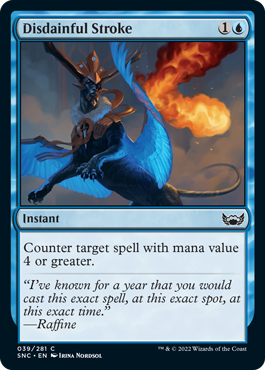 Disdainful Stroke 1
Instant
Counter target spell with mana value
4 or greater.
“I’ve known for a year that you would
cast this exact spell, at this exact spot, at
this exact time.”
—Raffine
039/281 C
SNC • EN Irina Nordsol
™ & © 2022 Wizards of the Coast